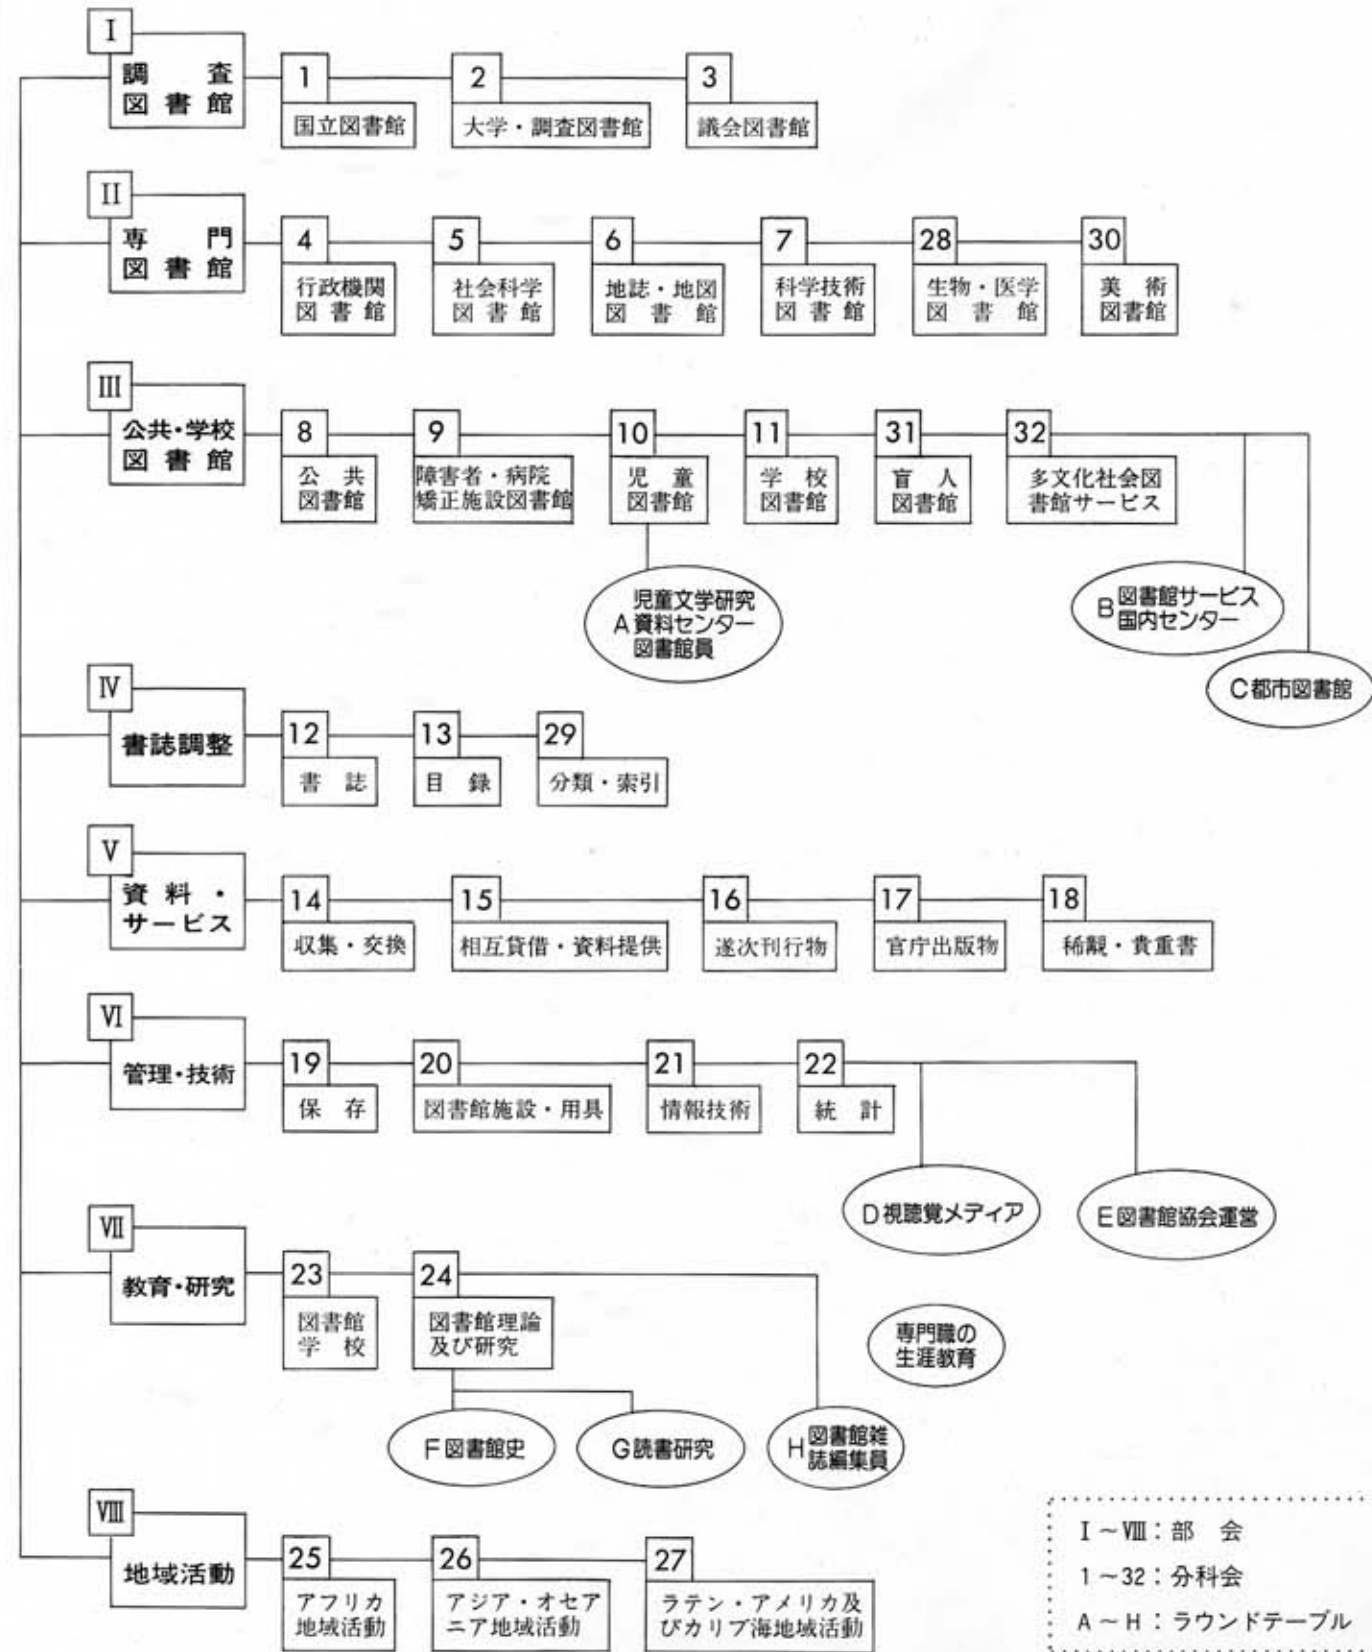 I
調査
図書館
1
国立図書館
2
大学・調査図書館
3
議会図書館
II
専門
図書館
4
行政機関
図書館
5
社会科学
図書館
6
地誌・地図
図書館
7
科学技術
図書館
28
生物・医学
図書館
30
美術
図書館
III
公共・学校
図書館
8
公共
図書館
9
障害者・病院
矯正施設図書館
10
児童
図書館
11
学校
図書館
31
盲人
図書館
32
多文化社会図
書館サービス
児童文学研究
A資料センター
図書館員
B図書館サービス
国内センター
C都市図書館
IV
書誌調整
12
書誌
13
目録
29
分類・索引
V
資料・
サービス
14
収集・交換
15
相互貸借・資料提供
16
逐次刊行物
17
官庁出版物
18
稀覯・貴重書
VI
管理・技術
19
保存
20
図書館施設・用具
21
情報技術
22
統計
D視聴覚メディア
E図書館協会運営
VII
教育・研究
23
図書館
学校
24
図書館理論
及び研究
専門職の
生涯教育
F図書館史
G読書研究
H図書館雑
誌編集員
VIII
地域活動
25
アフリカ
地域活動
26
アジア・オセア
ニア地域活動
27
ラテン・アメリカ及
びカリブ海地域活動
I～VIII：部会
1～32：分科会
A～H：ラウンドテーブル